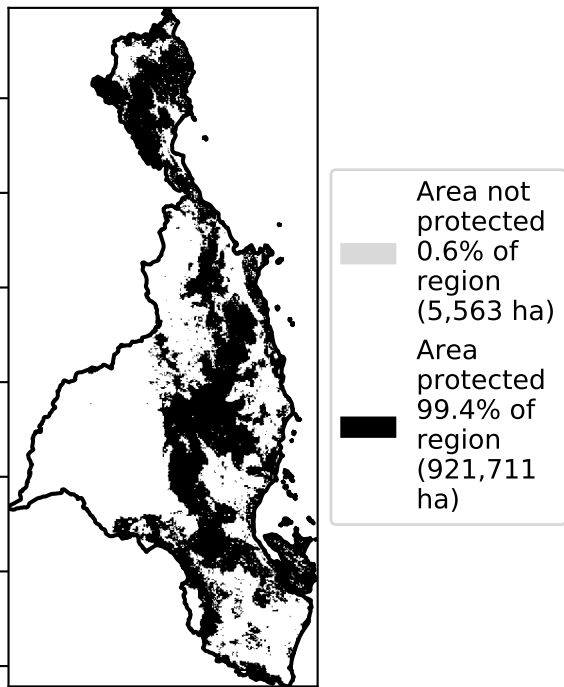 Area not
protected
0.6% of
region
(5,563 ha)
Area
protected
99.4% of
region
(921,711
ha)